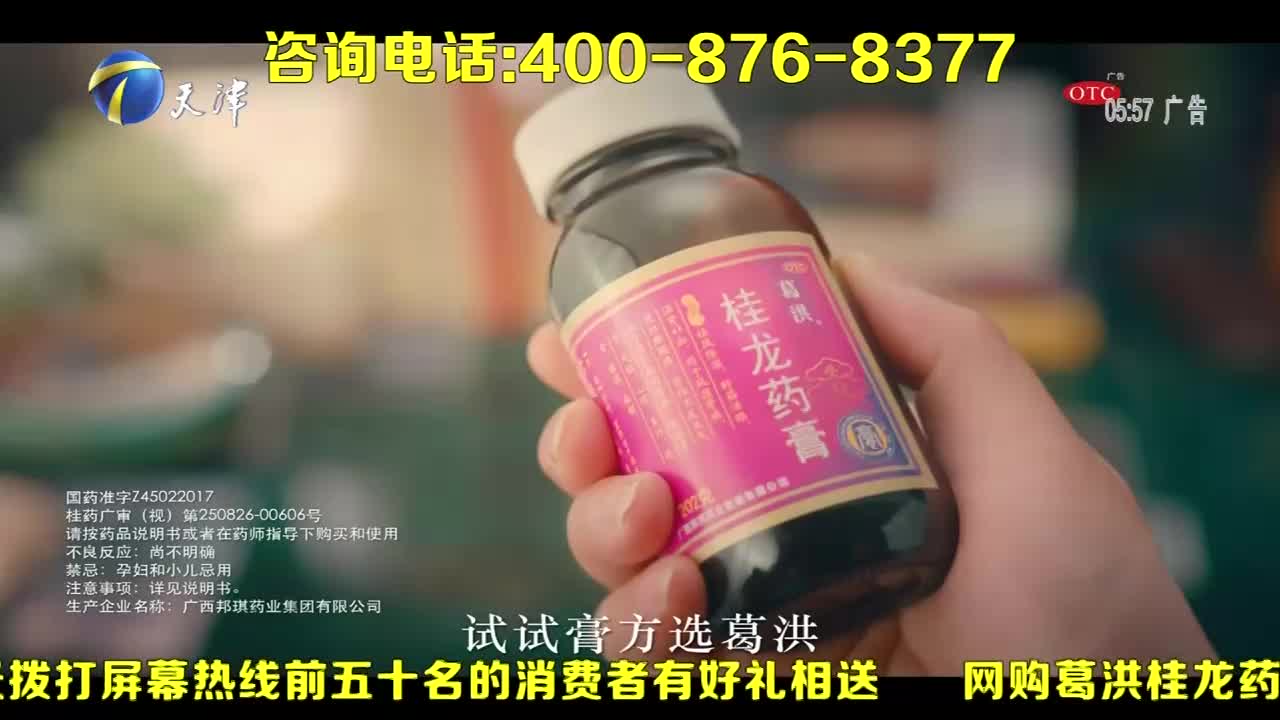 咨询电话:400-876-8377
天津
广告
OTC
05:57 广告
OTC
葛洪
桂龙药膏
202克
国药准字Z45022017
桂药广审（视）第250826-00606号
请按药品说明书或者在药师指导下购买和使用
不良反应：尚不明确
禁忌：孕妇和小儿忌用
注意事项：详见说明书。
生产企业名称：广西邦琪药业集团有限公司
试试膏方选葛洪
拨打屏幕热线前五十名的消费者有好礼相送 网购葛洪桂龙药